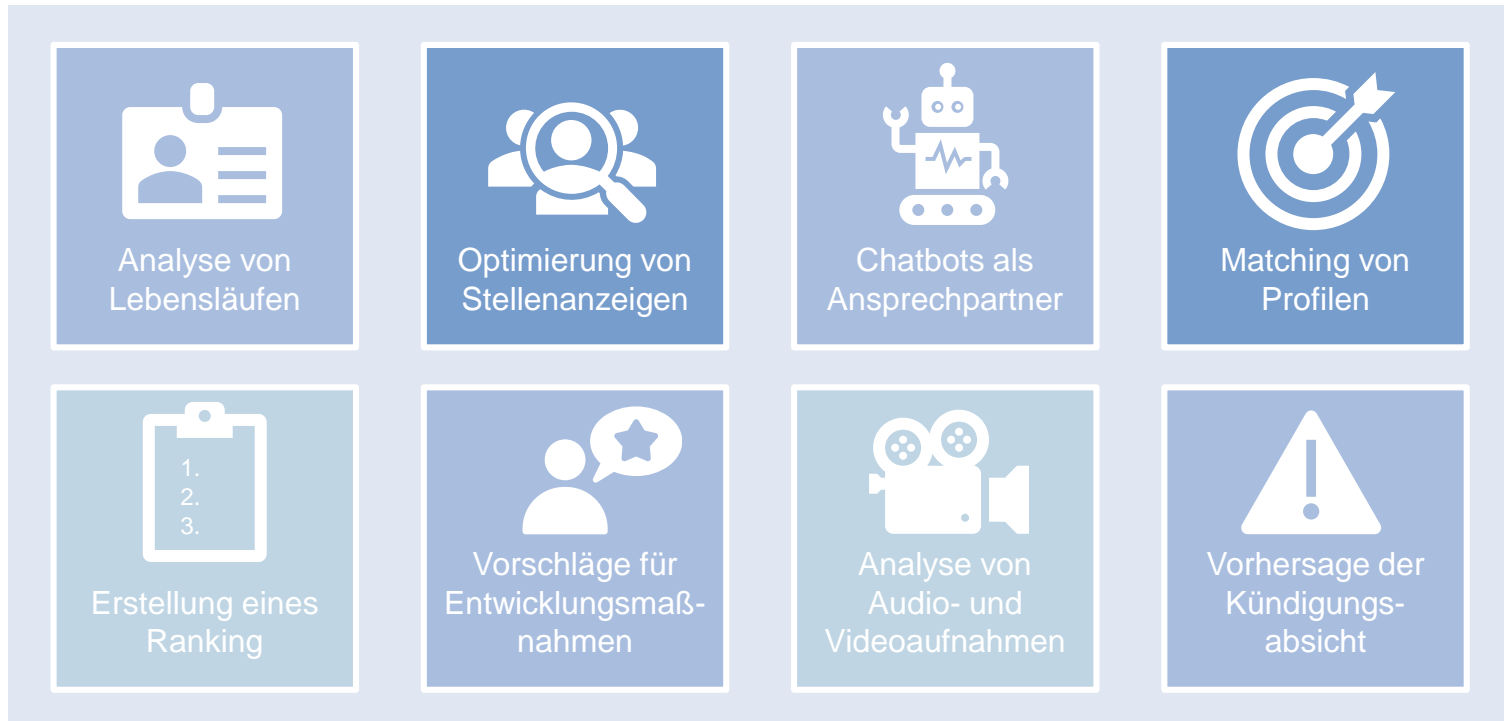 Analyse von
Lebensläufen
Optimierung von
Stellenanzeigen
Chatbots als
Ansprechpartner
Matching von
Profilen
1.
2.
3.
Erstellung eines
Ranking
Vorschläge für
Entwicklungsmaß-
nahmen
Analyse von
Audio- und
Videoaufnahmen
Vorhersage der
Kündigungs-
absicht